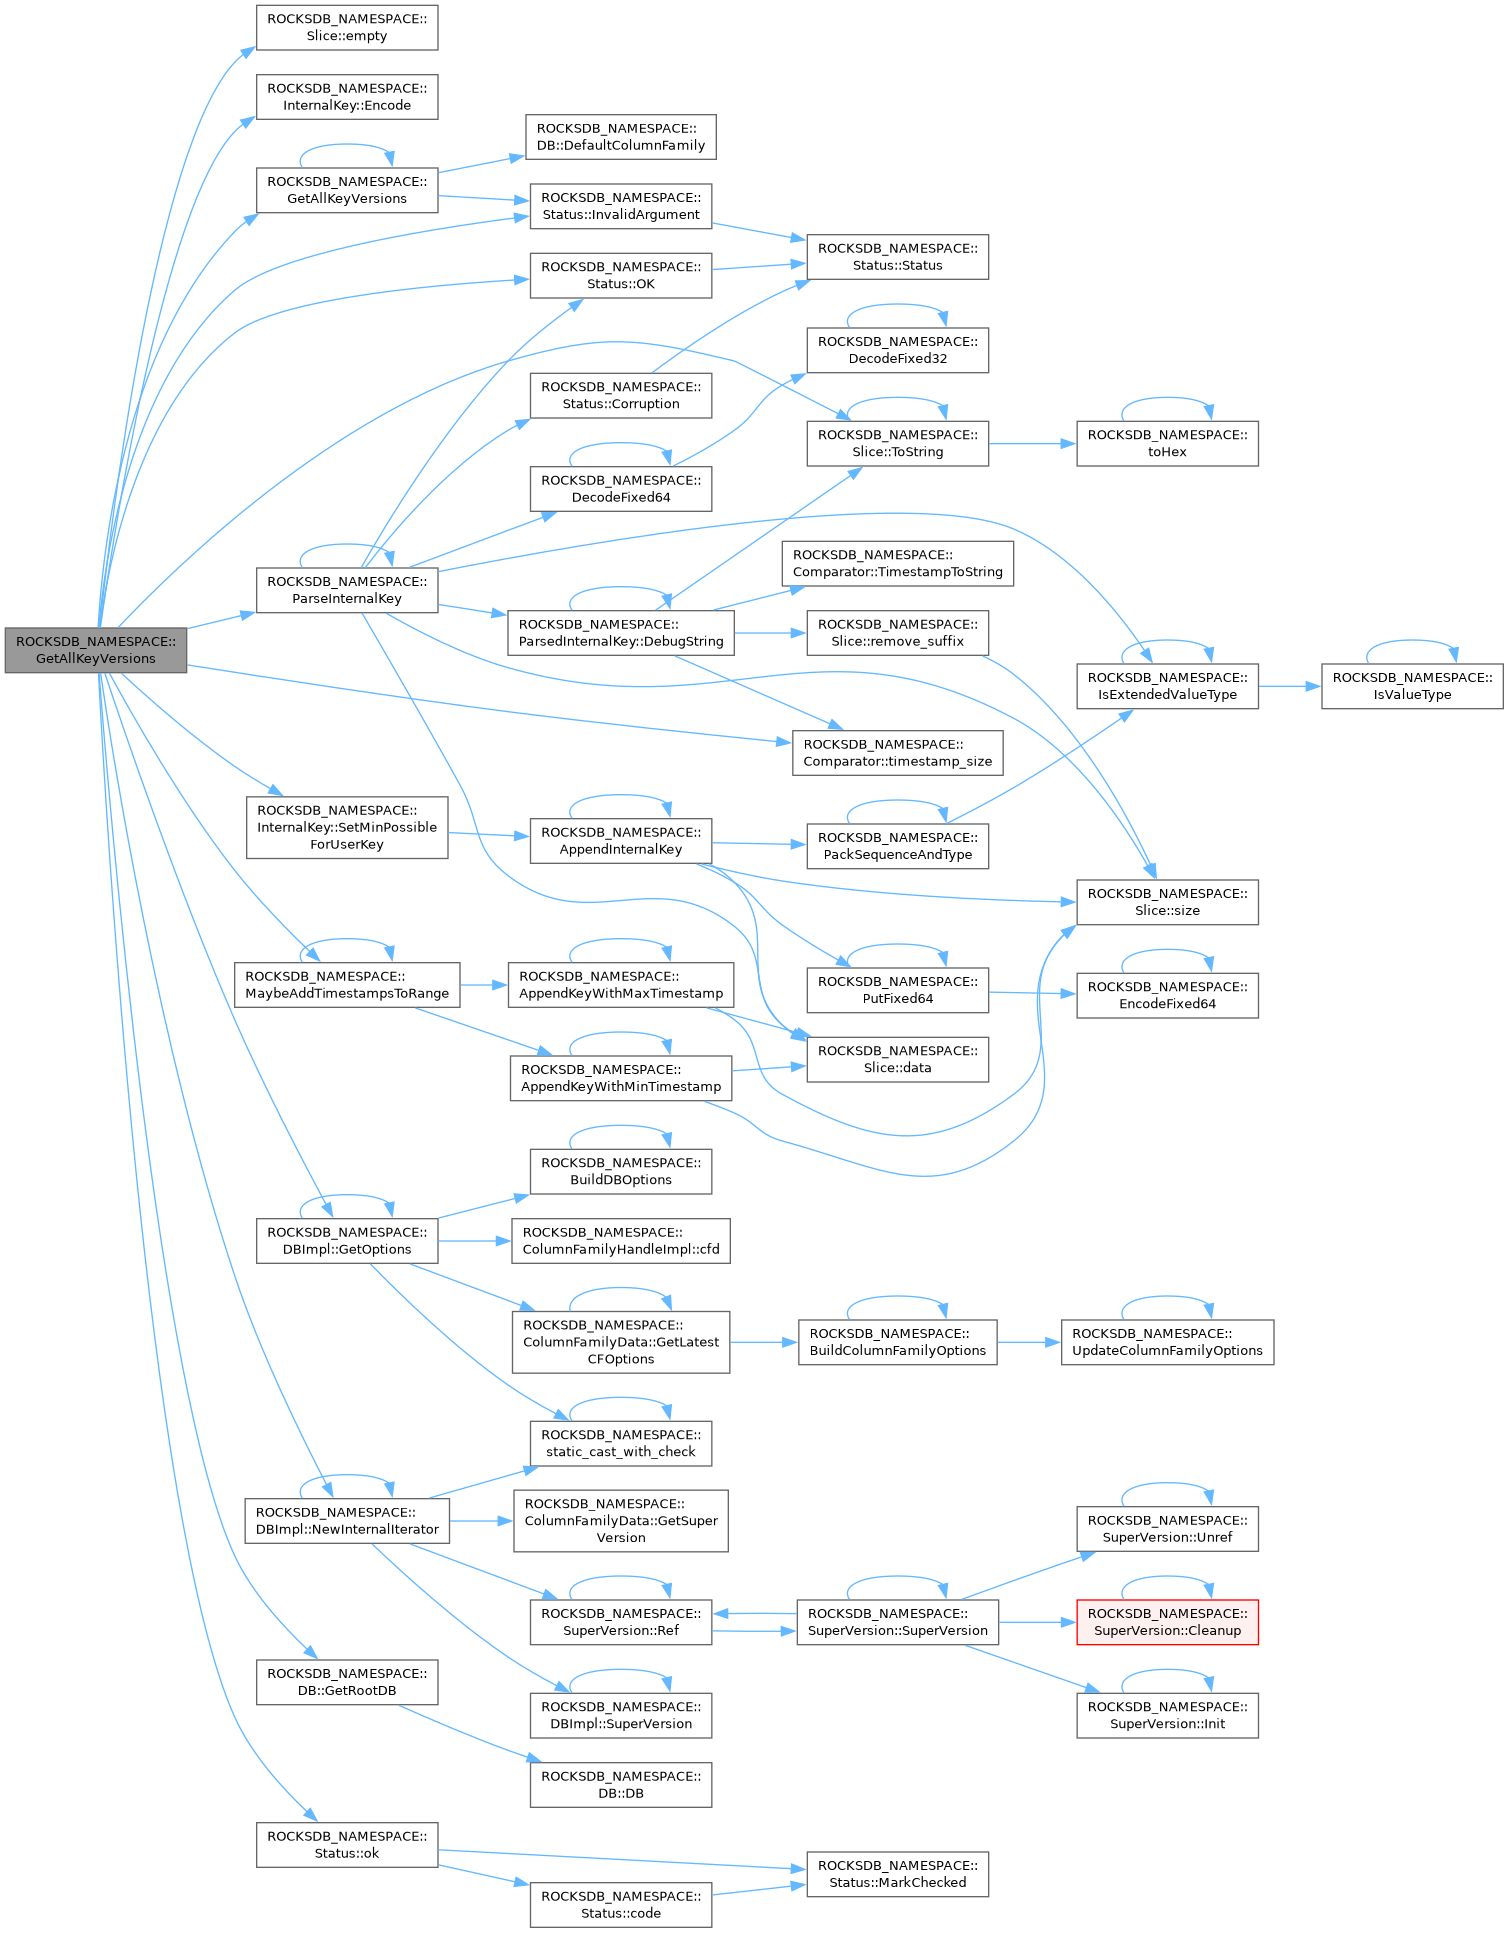 ROCKSDB_NAMESPACE::
Slice::empty
ROCKSDB_NAMESPACE::
InternalKey::Encode
ROCKSDB_NAMESPACE::
DB::DefaultColumnFamily
ROCKSDB_NAMESPACE::
GetAllKeyVersions
ROCKSDB_NAMESPACE::
Status::InvalidArgument
ROCKSDB_NAMESPACE::
Status::Status
ROCKSDB_NAMESPACE::
Status::OK
ROCKSDB_NAMESPACE::
DecodeFixed32
ROCKSDB_NAMESPACE::
Status::Corruption
ROCKSDB_NAMESPACE::
Slice::ToString
ROCKSDB_NAMESPACE::
toHex
ROCKSDB_NAMESPACE::
DecodeFixed64
ROCKSDB_NAMESPACE::
Comparator::TimestampToString
ROCKSDB_NAMESPACE::
ParseInternalKey
ROCKSDB_NAMESPACE::
ParsedInternalKey::DebugString
ROCKSDB_NAMESPACE::
Slice::remove_suffix
ROCKSDB_NAMESPACE::
GetAllKeyVersions
ROCKSDB_NAMESPACE::
IsExtendedValueType
ROCKSDB_NAMESPACE::
IsValueType
ROCKSDB_NAMESPACE::
Comparator::timestamp_size
ROCKSDB_NAMESPACE::
InternalKey::SetMinPossible
ForUserKey
ROCKSDB_NAMESPACE::
AppendInternalKey
ROCKSDB_NAMESPACE::
PackSequenceAndType
ROCKSDB_NAMESPACE::
Slice::size
ROCKSDB_NAMESPACE::
MaybeAddTimestampsToRange
ROCKSDB_NAMESPACE::
AppendKeyWithMaxTimestamp
ROCKSDB_NAMESPACE::
PutFixed64
ROCKSDB_NAMESPACE::
EncodeFixed64
ROCKSDB_NAMESPACE::
Slice::data
ROCKSDB_NAMESPACE::
AppendKeyWithMinTimestamp
ROCKSDB_NAMESPACE::
BuildDBOptions
ROCKSDB_NAMESPACE::
DBImpl::GetOptions
ROCKSDB_NAMESPACE::
ColumnFamilyHandleImpl::cfd
ROCKSDB_NAMESPACE::
ColumnFamilyData::GetLatest
CFOptions
ROCKSDB_NAMESPACE::
BuildColumnFamilyOptions
ROCKSDB_NAMESPACE::
UpdateColumnFamilyOptions
ROCKSDB_NAMESPACE::
static_cast_with_check
ROCKSDB_NAMESPACE::
DBImpl::NewInternalIterator
ROCKSDB_NAMESPACE::
ColumnFamilyData::GetSuper
Version
ROCKSDB_NAMESPACE::
SuperVersion::Unref
ROCKSDB_NAMESPACE::
SuperVersion::Ref
ROCKSDB_NAMESPACE::
SuperVersion::SuperVersion
ROCKSDB_NAMESPACE::
SuperVersion::Cleanup
ROCKSDB_NAMESPACE::
DB::GetRootDB
ROCKSDB_NAMESPACE::
DBImpl::SuperVersion
ROCKSDB_NAMESPACE::
SuperVersion::Init
ROCKSDB_NAMESPACE::
DB::DB
ROCKSDB_NAMESPACE::
Status::ok
ROCKSDB_NAMESPACE::
Status::MarkChecked
ROCKSDB_NAMESPACE::
Status::code